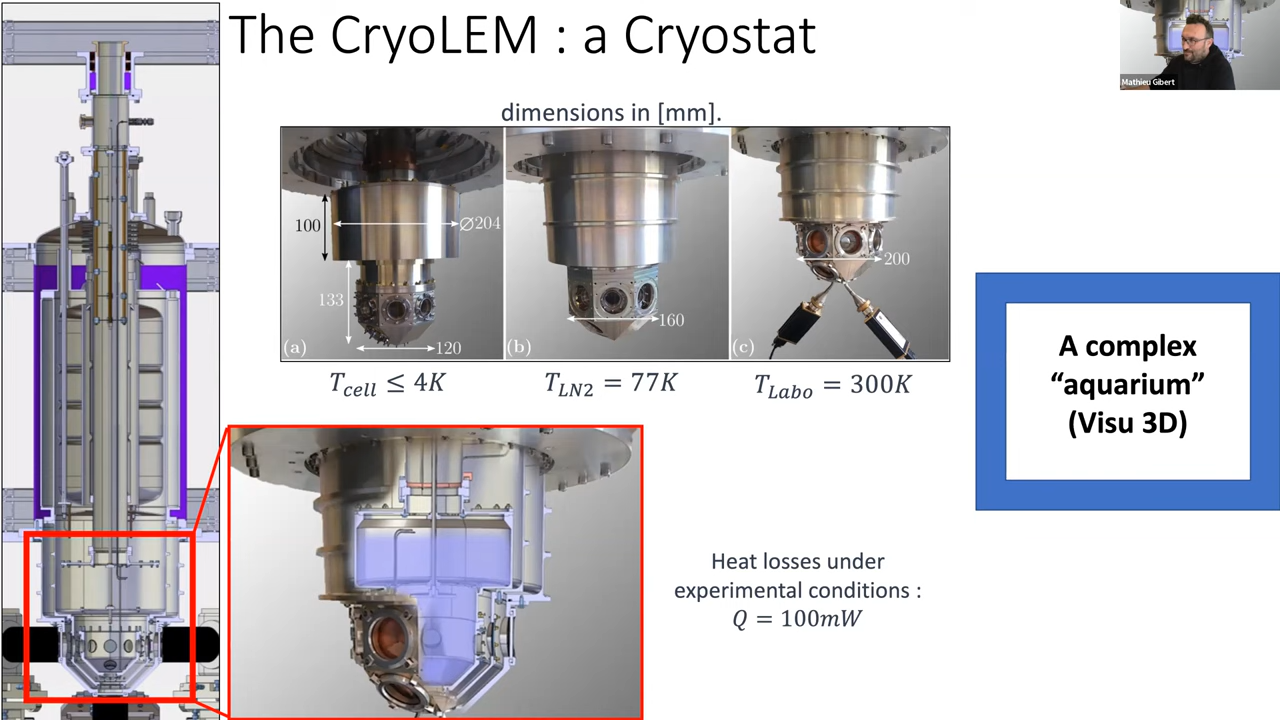 The CryoLEM : a Cryostat
Mathieu Gibert
dimensions in [mm].
100
∅204
133
120
(a)
160
(b)
200
(c)
T_cell ≤ 4K
T_LN2 = 77K
T_Labo = 300K
A complex
“aquarium”
(Visu 3D)
Heat losses under
experimental conditions :
Q = 100mW